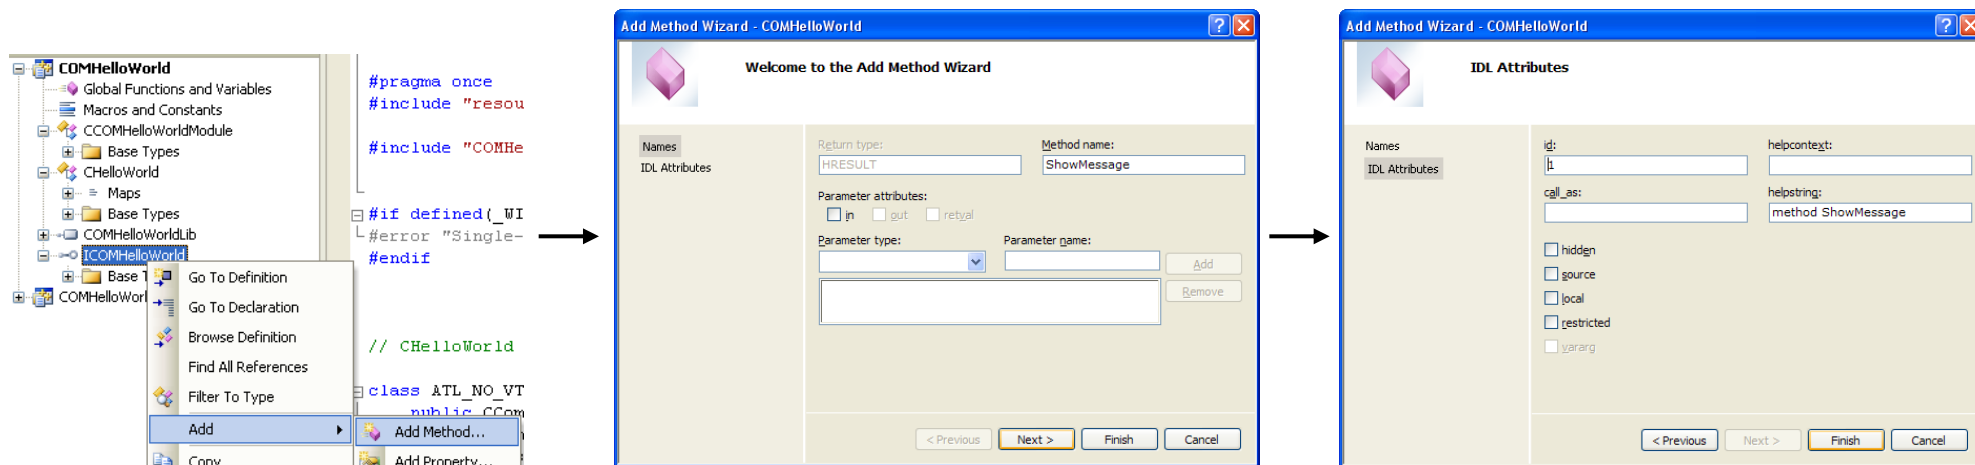 COMHelloWorld
Global Functions and Variables
Macros and Constants
CCOMHelloWorldModule
Base Types
CHelloWorld
Maps
Base Types
COMHelloWorldLib
ICOMHelloWorld
Base T
COMHelloWorl
Go To Definition
Go To Declaration
Browse Definition
Find All References
Filter To Type
Add
Copy
Add Method...
Add Property...
#pragma once
#include "resou
#include "COMHe
#if defined(_WI
#error "Single-
#endif
// CHelloWorld
class ATL_NO_VT
public CCom
Add Method Wizard - COMHelloWorld
Welcome to the Add Method Wizard
Names
IDL Attributes
Return type:
HRESULT
Method name:
ShowMessage
Parameter attributes:
in out retval
Parameter type:
Parameter name:
Add
Remove
< Previous
Next >
Finish
Cancel
Add Method Wizard - COMHelloWorld
IDL Attributes
Names
IDL Attributes
id:
1
helpcontext:
call_as:
helpstring:
method ShowMessage
hidden
source
local
restricted
vararg
< Previous
Next >
Finish
Cancel